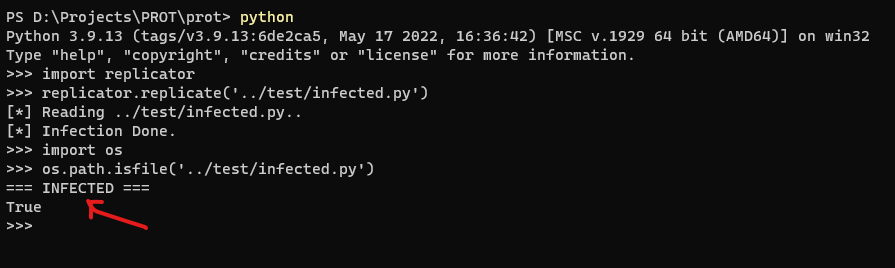 PS D:\Projects\PROT\prot> python
Python 3.9.13 (tags/v3.9.13:6de2ca5, May 17 2022, 16:36:42) [MSC v.1929 64 bit (AMD64)] on win32
Type "help", "copyright", "credits" or "license" for more information.
>>> import replicator
>>> replicator.replicate('../test/infected.py')
[*] Reading ../test/infected.py..
[*] Infection Done.
>>> import os
>>> os.path.isfile('../test/infected.py')
=== INFECTED ===
True
>>>